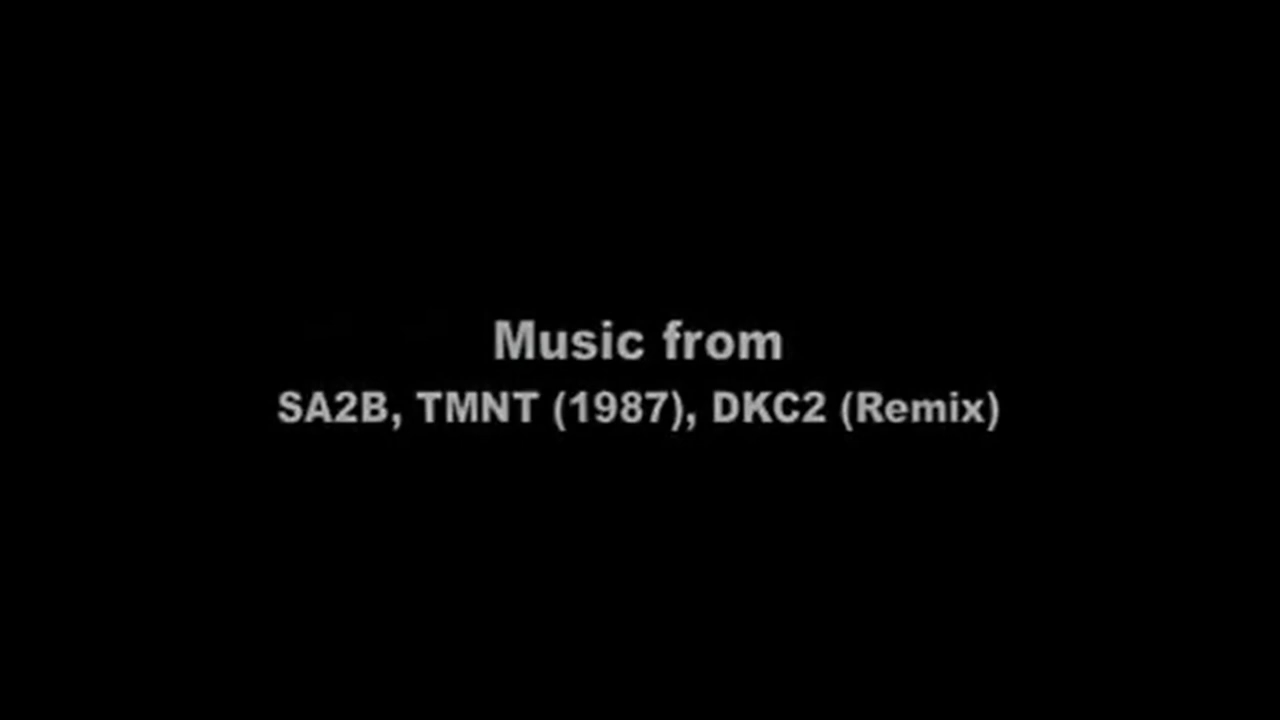 Music from
SA2B, TMNT (1987), DKC2 (Remix)